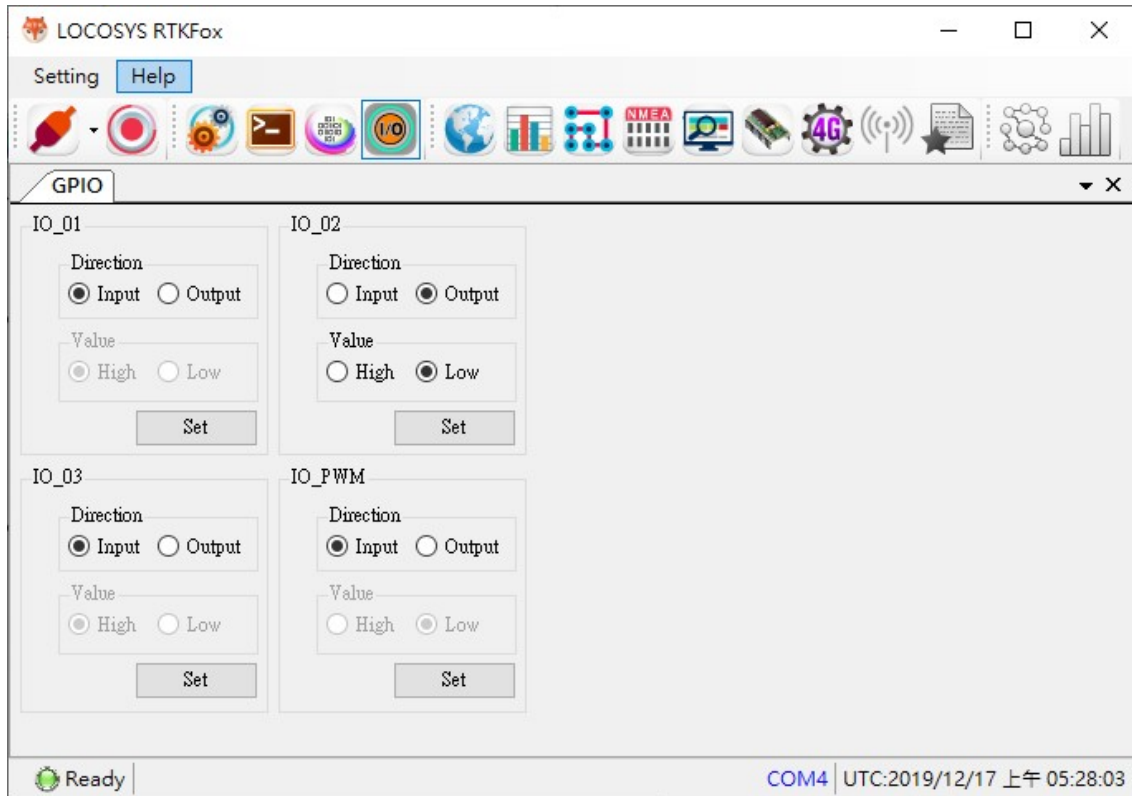 LOCOSYS RTKFox
Setting Help
>_ I/O NMEA 4G
GPIO
IO_01 IO_02
Direction Direction
Input Output Input Output
Value Value
High Low High Low
Set Set
IO_03 IO_PWM
Direction Direction
Input Output Input Output
Value Value
High Low High Low
Set Set
Ready COM4 UTC:2019/12/17 上午 05:28:03